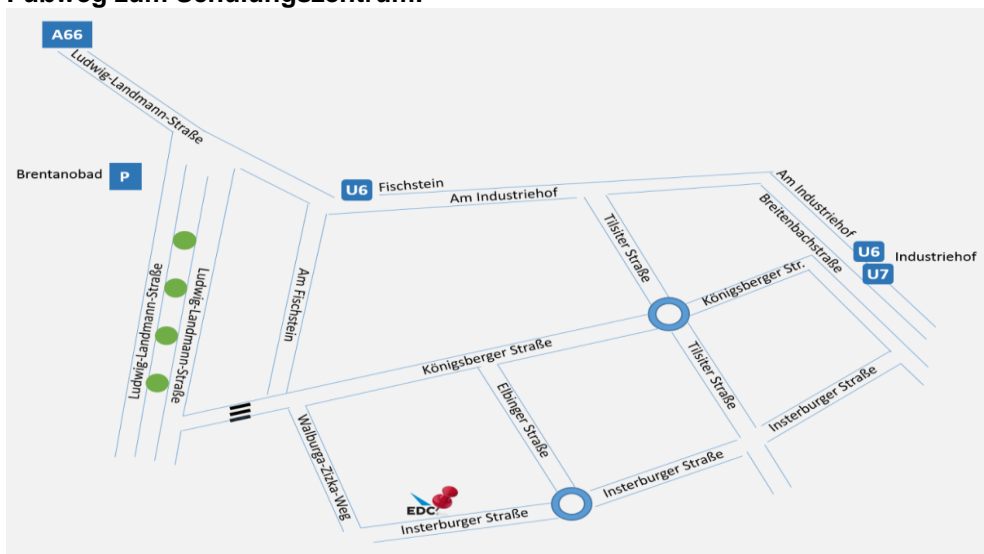 Fußweg zum Schulungszentrum:
A66
Ludwig-Landmann-Straße
Brentanobad
P
U6
Fischstein
Am Industriehof
Am Industriehof
Breitenbachstraße
U6
U7
Industriehof
Tilsiter Straße
Königsberger Str.
Ludwig-Landmann-Straße
Ludwig-Landmann-Straße
Am Fischstein
Königsberger Straße
Tilsiter Straße
Elbinger Straße
Insterburger Straße
Walburga-Zizka-Weg
Insterburger Straße
EDC
Insterburger Straße